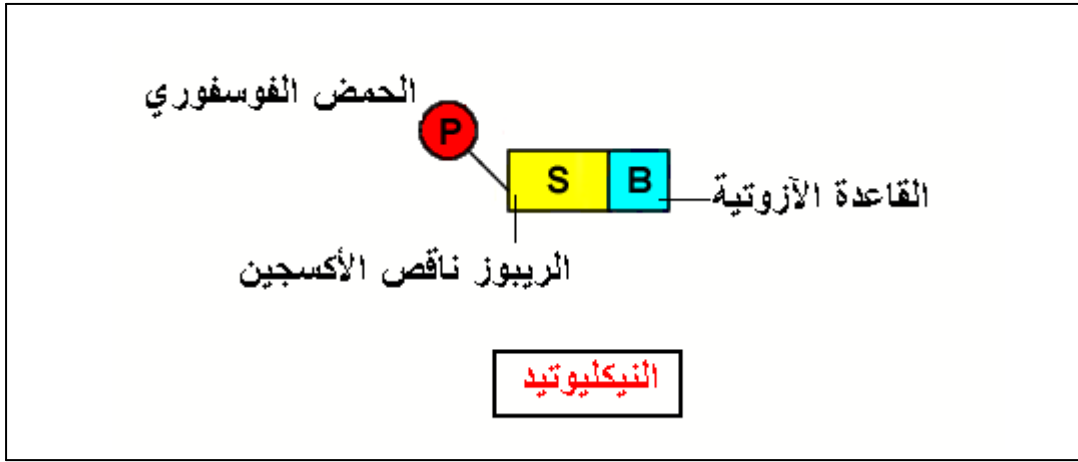 الحمض الفوسفوري
P
S
B
القاعدة الآزوتية
الريبوز ناقص الأكسجين
النيكليوتيد